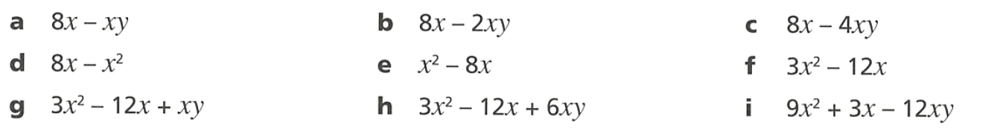 a 8x – xy b 8x – 2xy c 8x – 4xy
d 8x – x² e x² – 8x f 3x² – 12x
g 3x² – 12x + xy h 3x² – 12x + 6xy i 9x² + 3x – 12xy